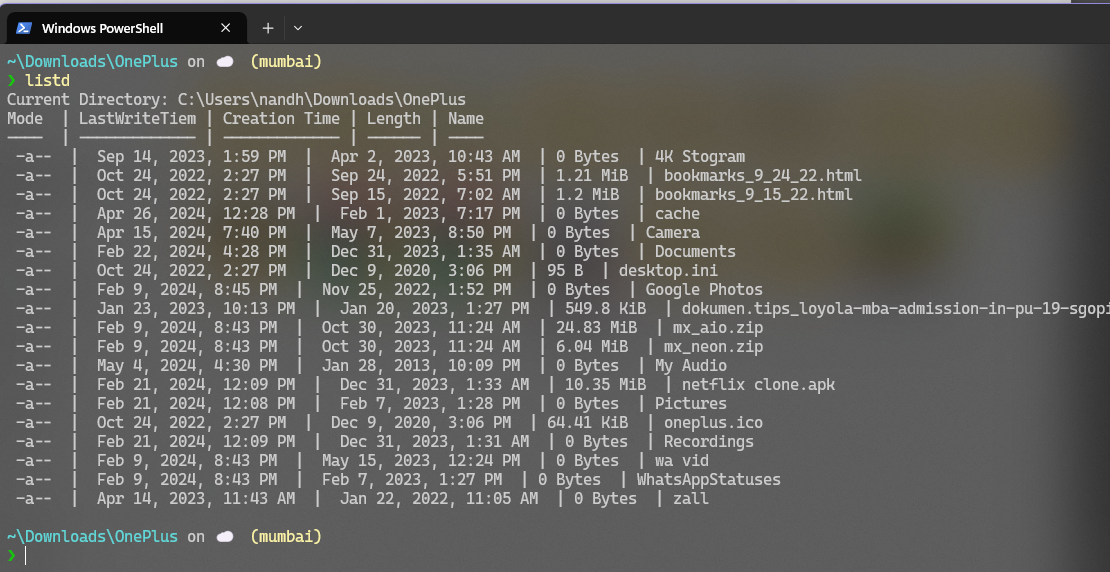 Windows PowerShell
~\Downloads\OnePlus on ☁ (mumbai)
❯ listd
Current Directory: C:\Users\nandh\Downloads\OnePlus
Mode | LastWriteTiem | Creation Time | Length | Name
──── | ───────────── | ───────────── | ────── | ────
-a-- | Sep 14, 2023, 1:59 PM | Apr 2, 2023, 10:43 AM | 0 Bytes | 4K Stogram
-a-- | Oct 24, 2022, 2:27 PM | Sep 24, 2022, 5:51 PM | 1.21 MiB | bookmarks_9_24_22.html
-a-- | Oct 24, 2022, 2:27 PM | Sep 15, 2022, 7:02 AM | 1.2 MiB | bookmarks_9_15_22.html
-a-- | Apr 26, 2024, 12:28 PM | Feb 1, 2023, 7:17 PM | 0 Bytes | cache
-a-- | Apr 15, 2024, 7:40 PM | May 7, 2023, 8:50 PM | 0 Bytes | Camera
-a-- | Feb 22, 2024, 4:28 PM | Dec 31, 2023, 1:35 AM | 0 Bytes | Documents
-a-- | Oct 24, 2022, 2:27 PM | Dec 9, 2020, 3:06 PM | 95 B | desktop.ini
-a-- | Feb 9, 2024, 8:45 PM | Nov 25, 2022, 1:52 PM | 0 Bytes | Google Photos
-a-- | Jan 23, 2023, 10:13 PM | Jan 20, 2023, 1:27 PM | 549.8 KiB | dokumen.tips_loyola-mba-admission-in-pu-19-sgopi
-a-- | Feb 9, 2024, 8:43 PM | Oct 30, 2023, 11:24 AM | 24.83 MiB | mx_aio.zip
-a-- | Feb 9, 2024, 8:43 PM | Oct 30, 2023, 11:24 AM | 6.04 MiB | mx_neon.zip
-a-- | May 4, 2024, 4:30 PM | Jan 28, 2013, 10:09 PM | 0 Bytes | My Audio
-a-- | Feb 21, 2024, 12:09 PM | Dec 31, 2023, 1:33 AM | 10.35 MiB | netflix clone.apk
-a-- | Feb 21, 2024, 12:08 PM | Feb 7, 2023, 1:28 PM | 0 Bytes | Pictures
-a-- | Oct 24, 2022, 2:27 PM | Dec 9, 2020, 3:06 PM | 64.41 KiB | oneplus.ico
-a-- | Feb 21, 2024, 12:09 PM | Dec 31, 2023, 1:31 AM | 0 Bytes | Recordings
-a-- | Feb 9, 2024, 8:43 PM | May 15, 2023, 12:24 PM | 0 Bytes | wa vid
-a-- | Feb 9, 2024, 8:43 PM | Feb 7, 2023, 1:27 PM | 0 Bytes | WhatsAppStatuses
-a-- | Apr 14, 2023, 11:43 AM | Jan 22, 2022, 11:05 AM | 0 Bytes | zall
~\Downloads\OnePlus on ☁ (mumbai)
❯